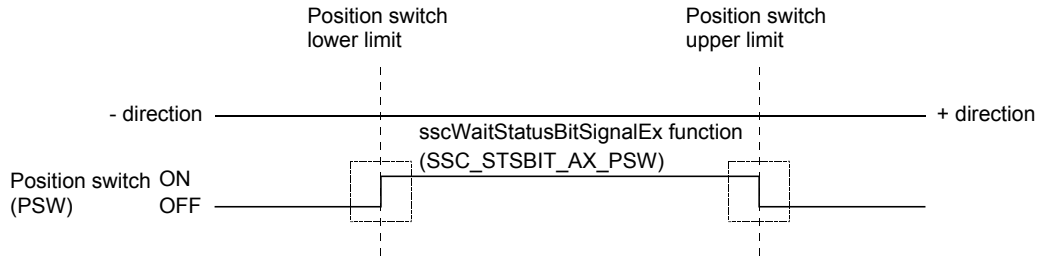 Position switch
lower limit
Position switch
upper limit
- direction
+ direction
sscWaitStatusBitSignalEx function
(SSC_STSBIT_AX_PSW)
Position switch ON
(PSW) OFF